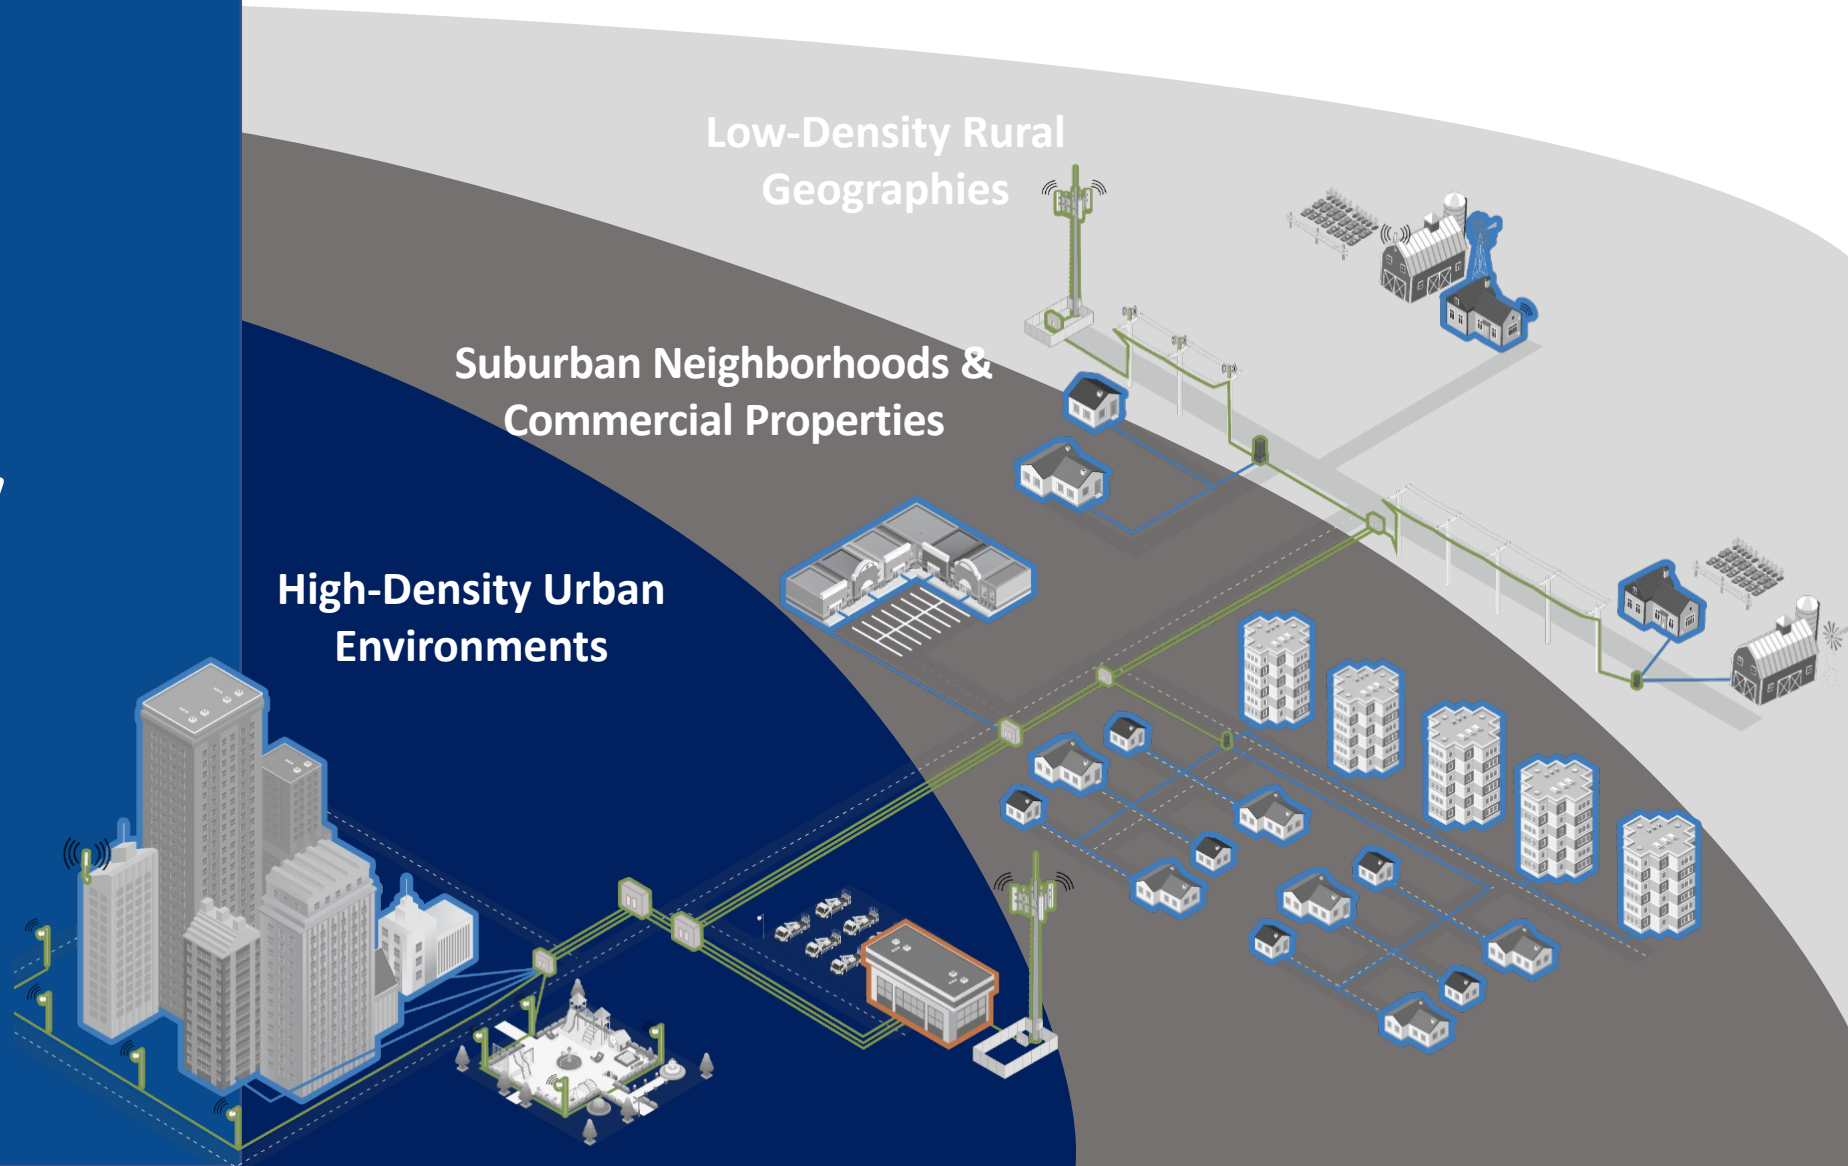 Low-Density Rural
Geographies
Suburban Neighborhoods &
Commercial Properties
High-Density Urban
Environments